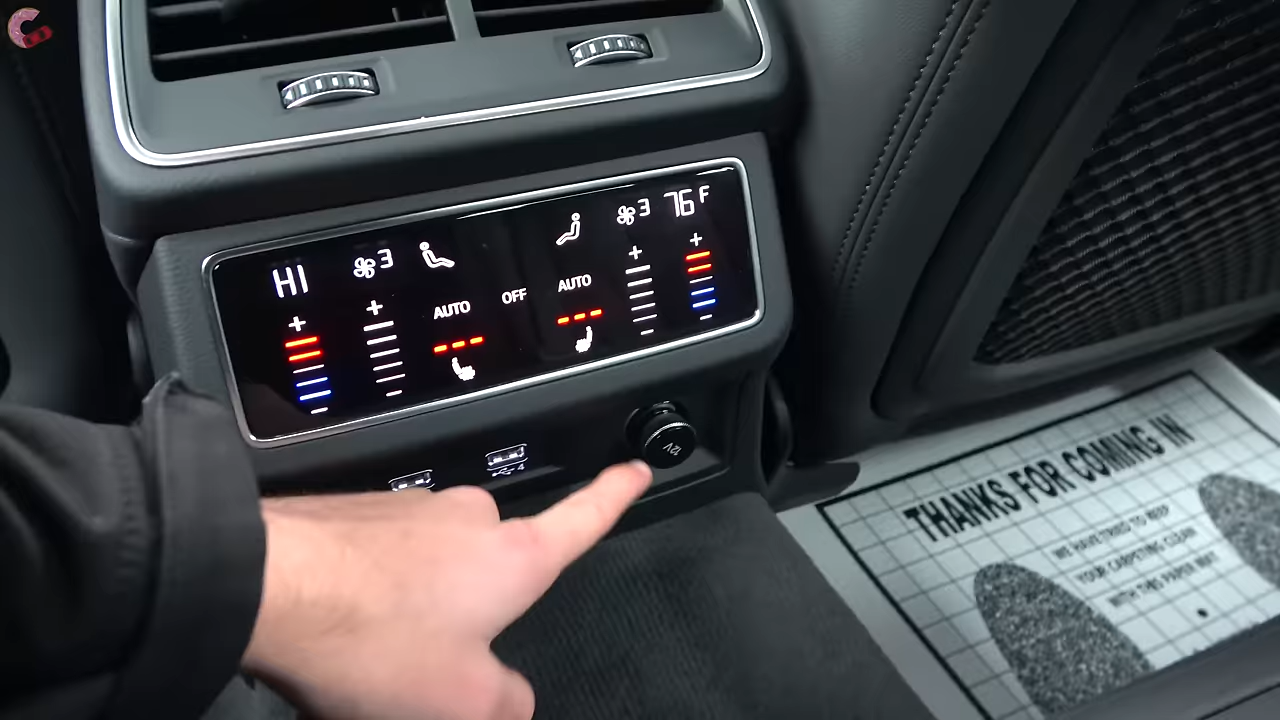 HI
3
3
76 F
AUTO
OFF
AUTO
4
12V
THANKS FOR COMING IN
WE HAVE TRIED TO KEEP
YOUR CARPETING CLEAN
WITH THIS PAPER MAT